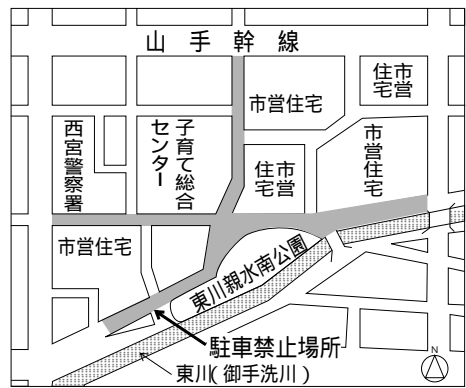 山手幹線
市営住宅
市営住宅
西宮警察署
子育て総合センター
市営住宅
市営住宅
市営住宅
東川親水南公園
駐車禁止場所
東川(御手洗川)
N